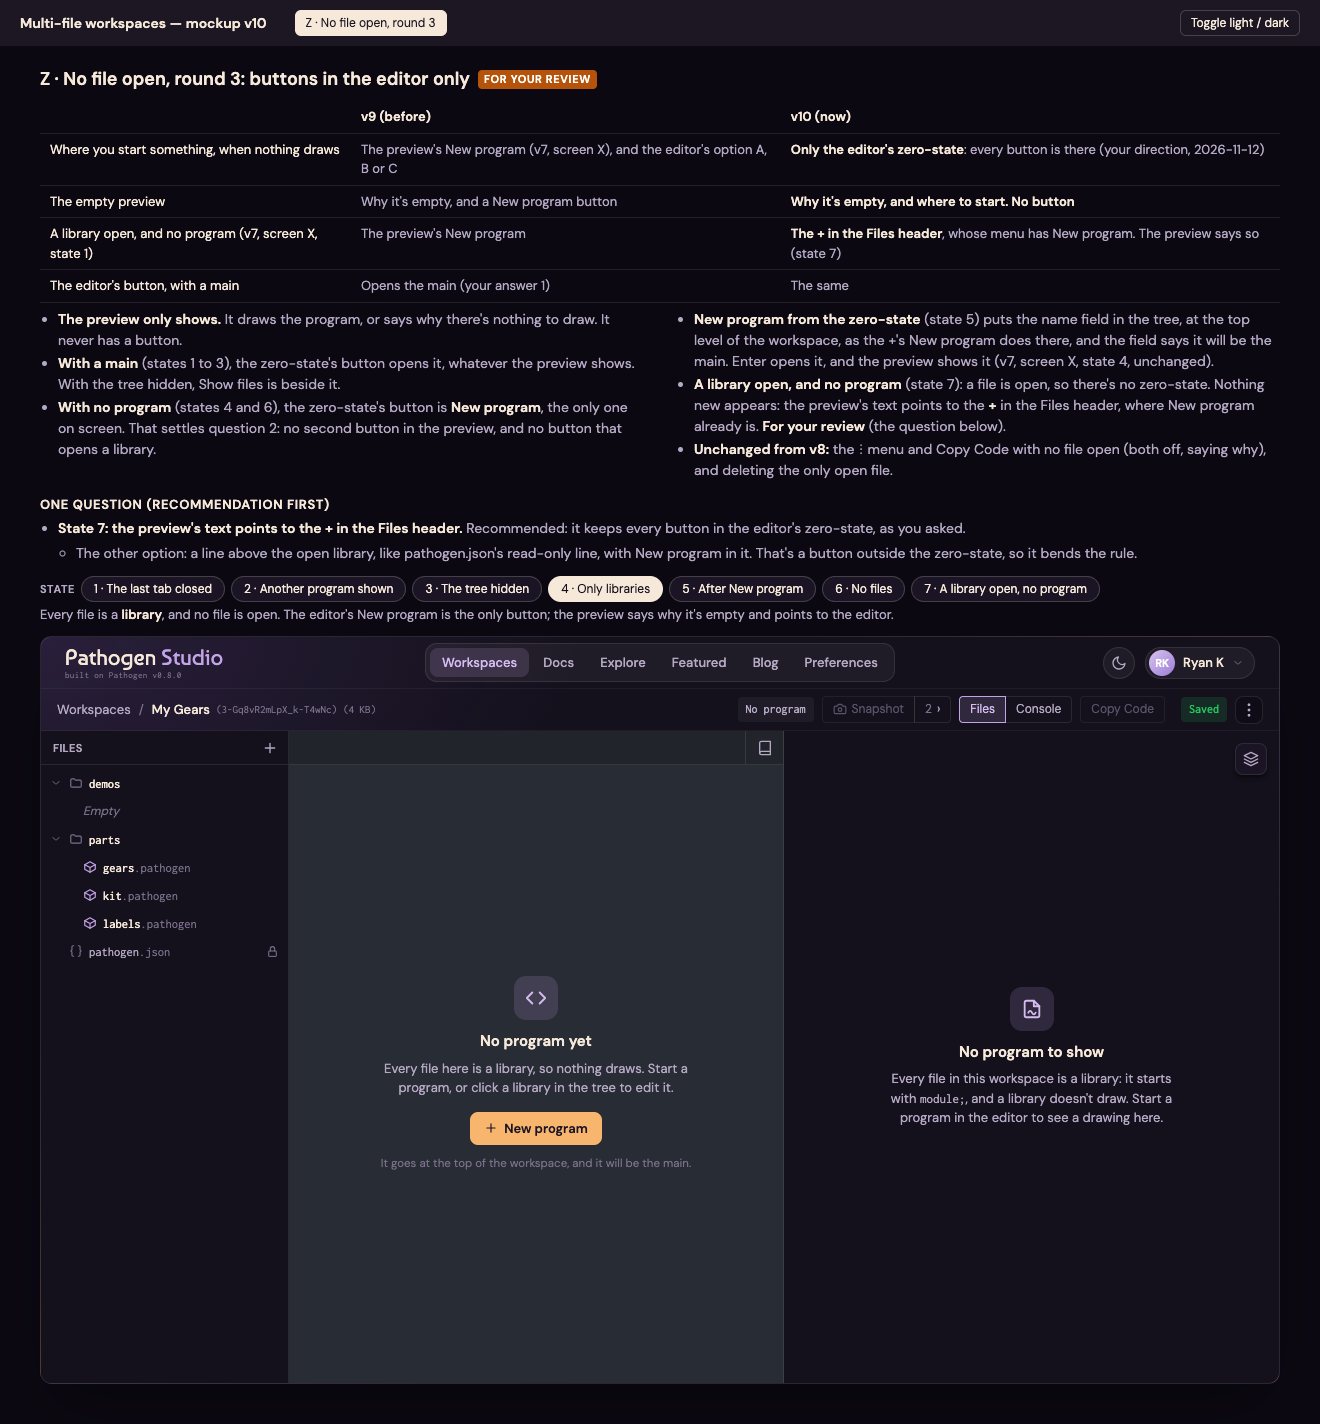 Multi-file workspaces — mockup v10
Z · No file open, round 3
Toggle light / dark
Z · No file open, round 3: buttons in the editor only
FOR YOUR REVIEW
v9 (before)
v10 (now)
Where you start something, when nothing draws
The preview's New program (v7, screen X), and the editor's option A,
B or C
Only the editor's zero-state: every button is there (your direction, 2026-11-12)
The empty preview
Why it's empty, and a New program button
Why it's empty, and where to start. No button
A library open, and no program (v7, screen X,
state 1)
The preview's New program
The + in the Files header, whose menu has New program. The preview says so
(state 7)
The editor's button, with a main
Opens the main (your answer 1)
The same
• The preview only shows. It draws the program, or says why there's nothing to draw. It
never has a button.
• With a main (states 1 to 3), the zero-state's button opens it, whatever the preview shows.
With the tree hidden, Show files is beside it.
• With no program (states 4 and 6), the zero-state's button is New program, the only one
on screen. That settles question 2: no second button in the preview, and no button that
opens a library.
• New program from the zero-state (state 5) puts the name field in the tree, at the top
level of the workspace, as the +'s New program does there, and the field says it will be the
main. Enter opens it, and the preview shows it (v7, screen X, state 4, unchanged).
• A library open, and no program (state 7): a file is open, so there's no zero-state. Nothing
new appears: the preview's text points to the + in the Files header, where New program
already is. For your review (the question below).
• Unchanged from v8: the ⋮ menu and Copy Code with no file open (both off, saying why),
and deleting the only open file.
ONE QUESTION (RECOMMENDATION FIRST)
• State 7: the preview's text points to the + in the Files header. Recommended: it keeps every button in the editor's zero-state, as you asked.
◦ The other option: a line above the open library, like pathogen.json's read-only line, with New program in it. That's a button outside the zero-state, so it bends the rule.
STATE
1 · The last tab closed
2 · Another program shown
3 · The tree hidden
4 · Only libraries
5 · After New program
6 · No files
7 · A library open, no program
Every file is a library, and no file is open. The editor's New program is the only button; the preview says why it's empty and points to the editor.
Pathogen Studio
built on Pathogen v0.8.0
Workspaces
Docs
Explore
Featured
Blog
Preferences
RK
Ryan K
Workspaces / My Gears (3-Gq8vR2mLpX_k-T4wNc) (4 KB)
No program
Snapshot
2 ›
Files
Console
Copy Code
Saved
FILES
+
demos
Empty
parts
gears.pathogen
kit.pathogen
labels.pathogen
{} pathogen.json
No program yet
Every file here is a library, so nothing draws. Start a
program, or click a library in the tree to edit it.
+ New program
It goes at the top of the workspace, and it will be the main.
No program to show
Every file in this workspace is a library: it starts
with module;, and a library doesn't draw. Start a
program in the editor to see a drawing here.